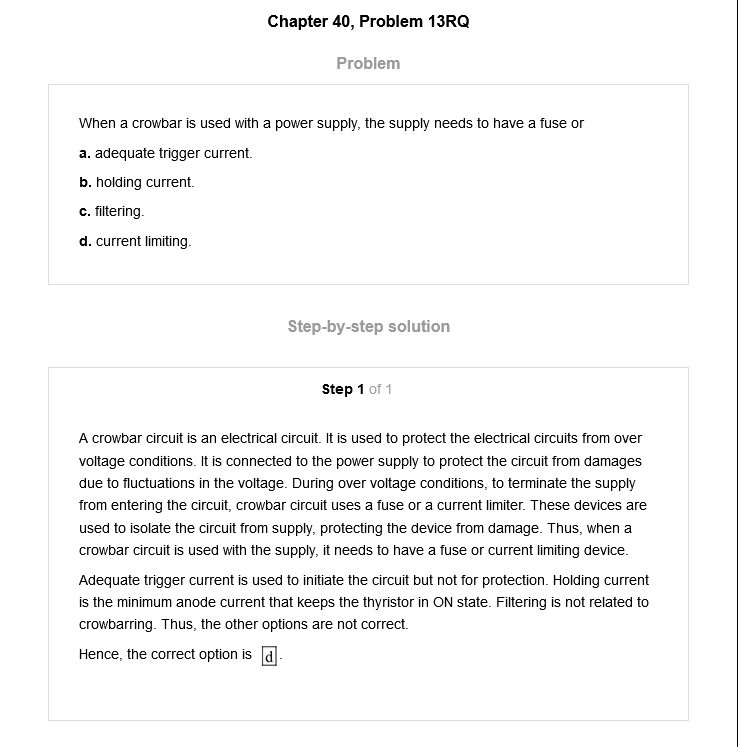 Chapter 40, Problem 13RQ
Problem
When a crowbar is used with a power supply, the supply needs to have a fuse or
a. adequate trigger current.
b. holding current.
c. filtering.
d. current limiting.
Step-by-step solution
Step 1 of 1
A crowbar circuit is an electrical circuit. It is used to protect the electrical circuits from over
voltage conditions. It is connected to the power supply to protect the circuit from damages
due to fluctuations in the voltage. During over voltage conditions, to terminate the supply
from entering the circuit, crowbar circuit uses a fuse or a current limiter. These devices are
used to isolate the circuit from supply, protecting the device from damage. Thus, when a
crowbar circuit is used with the supply, it needs to have a fuse or current limiting device.
Adequate trigger current is used to initiate the circuit but not for protection. Holding current
is the minimum anode current that keeps the thyristor in ON state. Filtering is not related to
crowbarring. Thus, the other options are not correct.
Hence, the correct option is d.